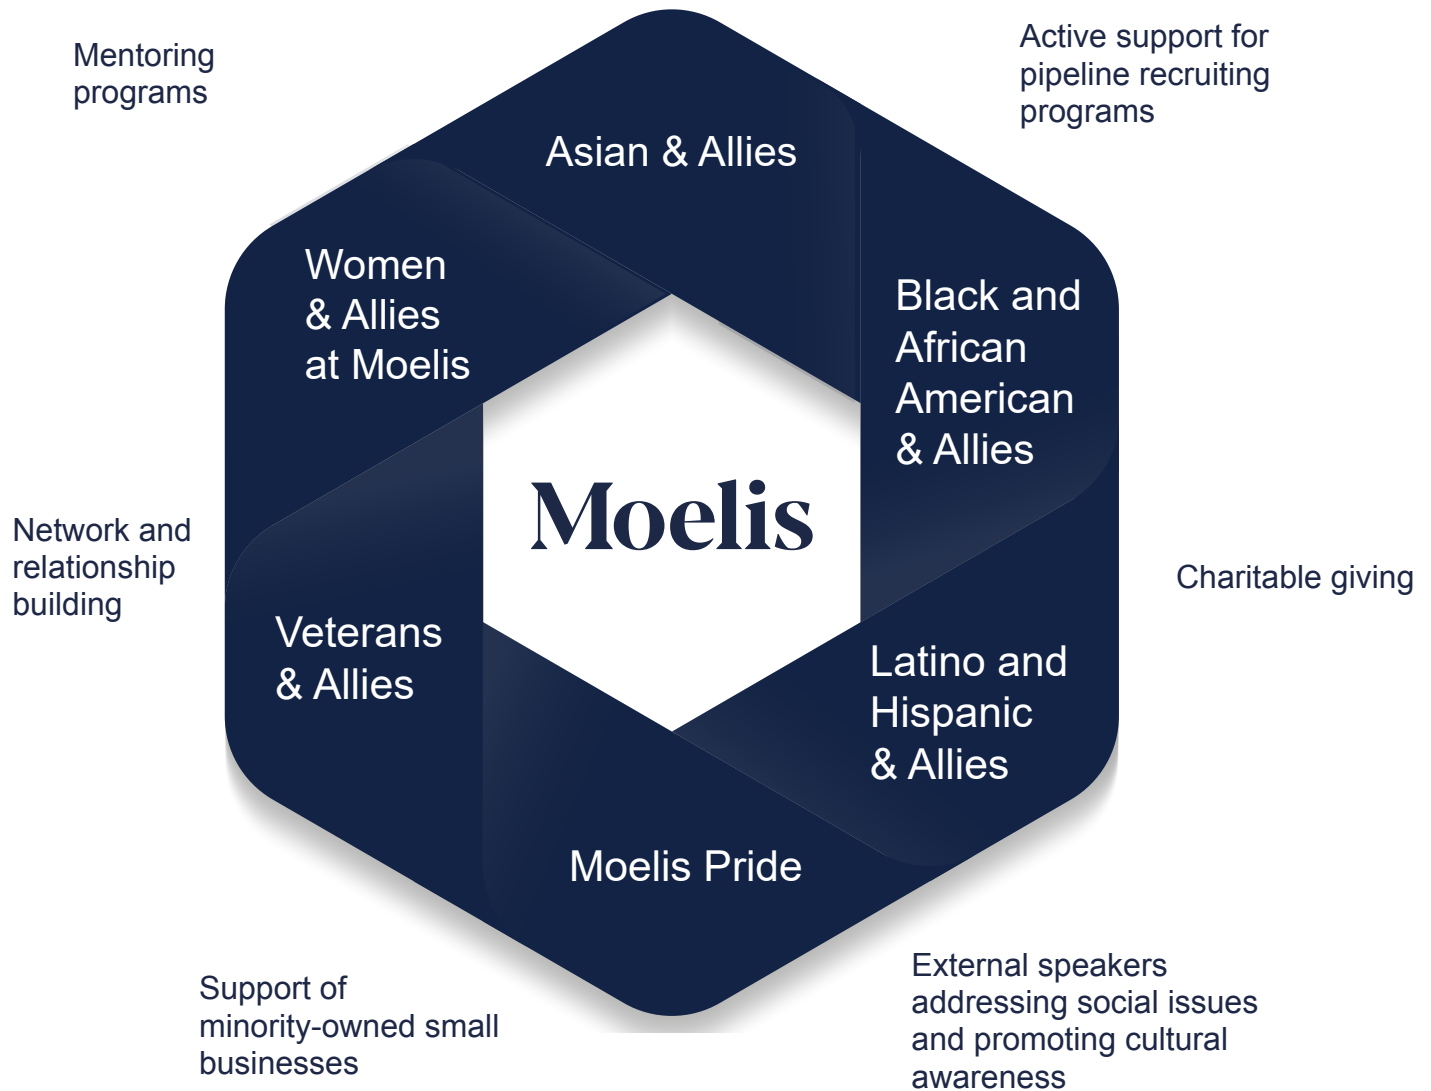 Mentoring
programs
Active support for
pipeline recruiting
programs
Asian & Allies
Women
& Allies
at Moelis
Black and
African
American
& Allies
Moelis
Network and
relationship
building
Charitable giving
Veterans
& Allies
Latino and
Hispanic
& Allies
Moelis Pride
Support of
minority-owned small
businesses
External speakers
addressing social issues
and promoting cultural
awareness